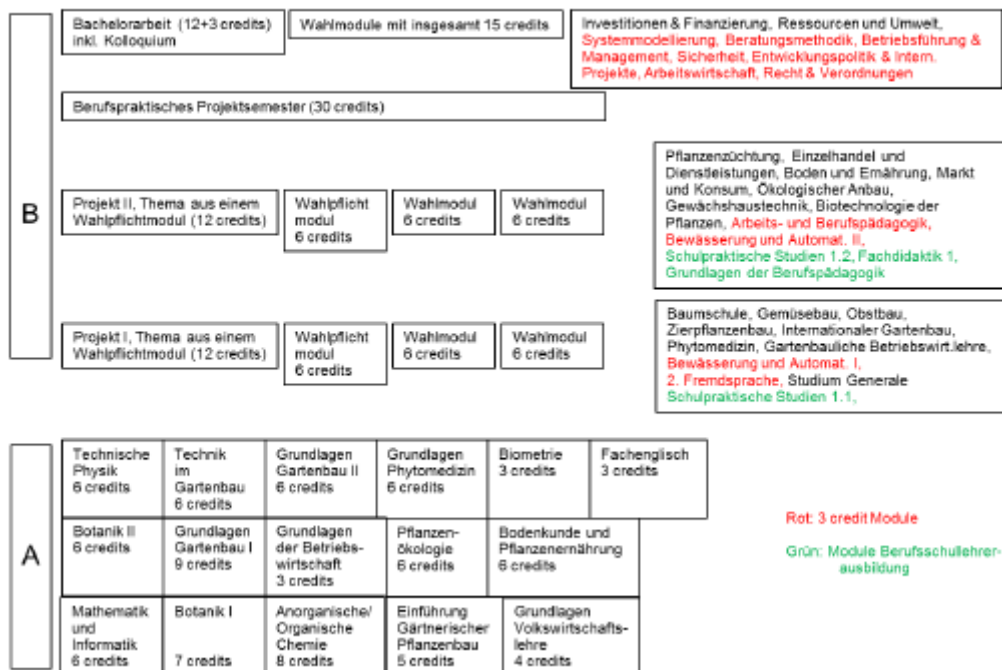 Bachelorarbeit (12+3 credits)
inkl. Kolloquium
Wahlmodule mit insgesamt 15 credits
Investitionen & Finanzierung, Ressourcen und Umwelt,
Systemmodellierung, Beratungsmethodik, Betriebsführung &
Management, Sicherheit, Entwicklungspolitik & Intern.
Projekte, Arbeitswirtschaft, Recht & Verordnungen
Berufspraktisches Projektsemester (30 credits)
B
Projekt II, Thema aus einem
Wahlpflichtmodul (12 credits)
Wahlpflicht
modul
6 credits
Wahlmodul
6 credits
Wahlmodul
6 credits
Pflanzenzüchtung, Einzelhandel und
Dienstleistungen, Boden und Ernährung, Markt
und Konsum, Ökologischer Anbau,
Gewächshaustechnik, Biotechnologie der
Pflanzen, Arbeits- und Berufspädagogik,
Bewässerung und Automat. II,
Schulpraktische Studien 1.2, Fachdidaktik 1,
Grundlagen der Berufspädagogik
Projekt I, Thema aus einem
Wahlpflichtmodul (12 credits)
Wahlpflicht
modul
6 credits
Wahlmodul
6 credits
Wahlmodul
6 credits
Baumschule, Gemüsebau, Obstbau,
Zierpflanzenbau, Internationaler Gartenbau,
Phytomedizin, Gartenbauliche Betriebswirt.lehre,
Bewässerung und Automat. I,
2. Fremdsprache, Studium Generale
Schulpraktische Studien 1.1,
A
Technische
Physik
6 credits
Technik
im
Gartenbau
6 credits
Grundlagen
Gartenbau II
6 credits
Grundlagen
Phytomedizin
6 credits
Biometrie
3 credits
Fachenglisch
3 credits
Botanik II
6 credits
Grundlagen
Gartenbau I
9 credits
Grundlagen
der Betriebs-
wirtschaft
3 credits
Pflanzen-
ökologie
6 credits
Bodenkunde und
Pflanzenernährung
6 credits
Mathematik
und
Informatik
6 credits
Botanik I
7 credits
Anorganische/
Organische
Chemie
8 credits
Einführung
Gärtnerischer
Pflanzenbau
5 credits
Grundlagen
Volkswirtschafts-
lehre
4 credits
Rot: 3 credit Module
Grün: Module Berufsschullehrer-
ausbildung